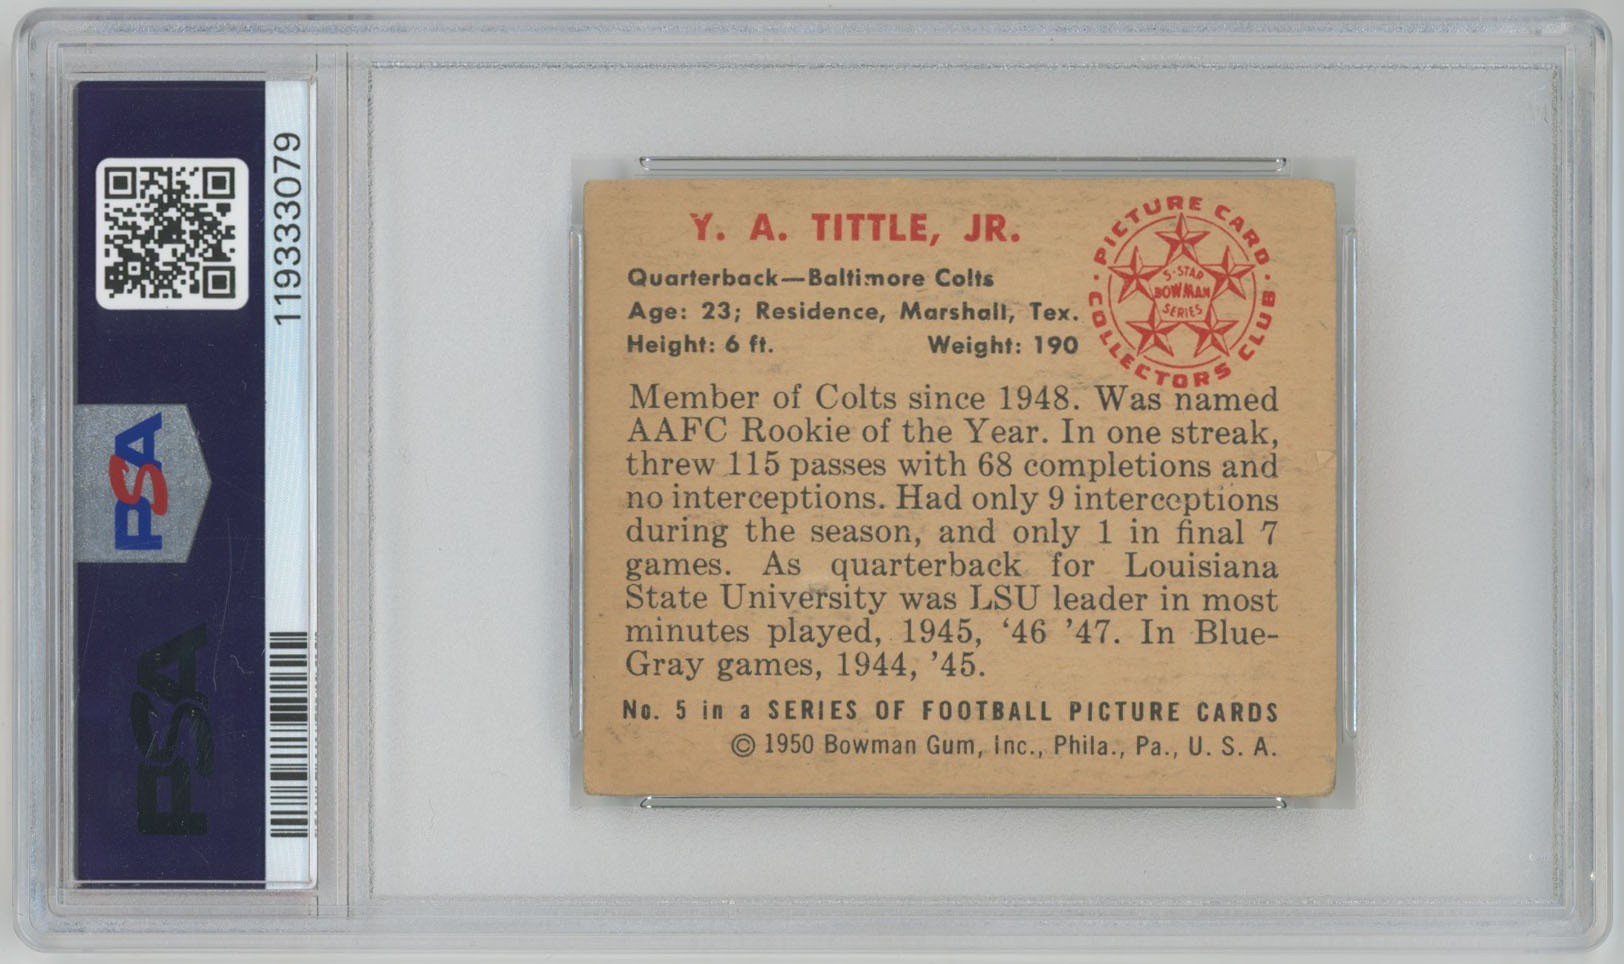 119333079
PSA
PSA
Y. A. TITTLE, JR.
Quarterback—Baltimore Colts
Age: 23; Residence, Marshall, Tex.
Height: 6 ft. Weight: 190
PICTURE CARD
COLLECTORS CLUB
5-STAR
BOWMAN
SERIES
Member of Colts since 1948. Was named
AAFC Rookie of the Year. In one streak,
threw 115 passes with 68 completions and
no interceptions. Had only 9 interceptions
during the season, and only 1 in final 7
games. As quarterback for Louisiana
State University was LSU leader in most
minutes played, 1945, ‘46 ’47. In Blue-
Gray games, 1944, ’45.
No. 5 in a SERIES OF FOOTBALL PICTURE CARDS
© 1950 Bowman Gum, Inc., Phila., Pa., U. S. A.